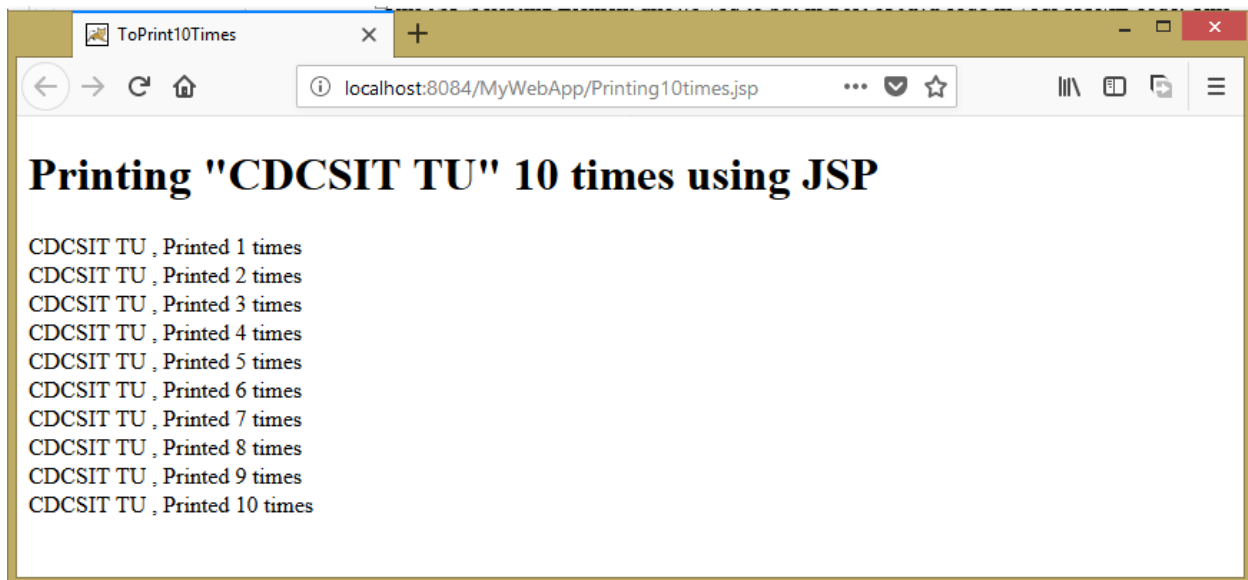 ToPrint10Times
localhost:8084/MyWebApp/Printing10times.jsp
Printing "CDCSIT TU" 10 times using JSP
CDCSIT TU , Printed 1 times
CDCSIT TU , Printed 2 times
CDCSIT TU , Printed 3 times
CDCSIT TU , Printed 4 times
CDCSIT TU , Printed 5 times
CDCSIT TU , Printed 6 times
CDCSIT TU , Printed 7 times
CDCSIT TU , Printed 8 times
CDCSIT TU , Printed 9 times
CDCSIT TU , Printed 10 times